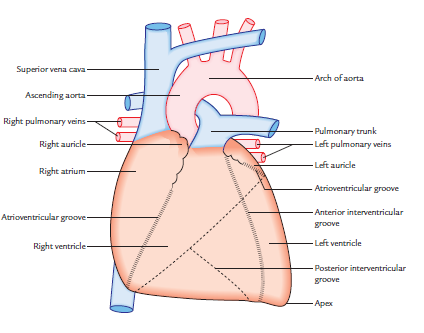 Superior vena cava
Ascending aorta
Right pulmonary veins
Right auricle
Right atrium
Atrioventricular groove
Right ventricle
Arch of aorta
Pulmonary trunk
Left pulmonary veins
Left auricle
Atrioventricular groove
Anterior interventricular
groove
Left ventricle
Posterior interventricular
groove
Apex